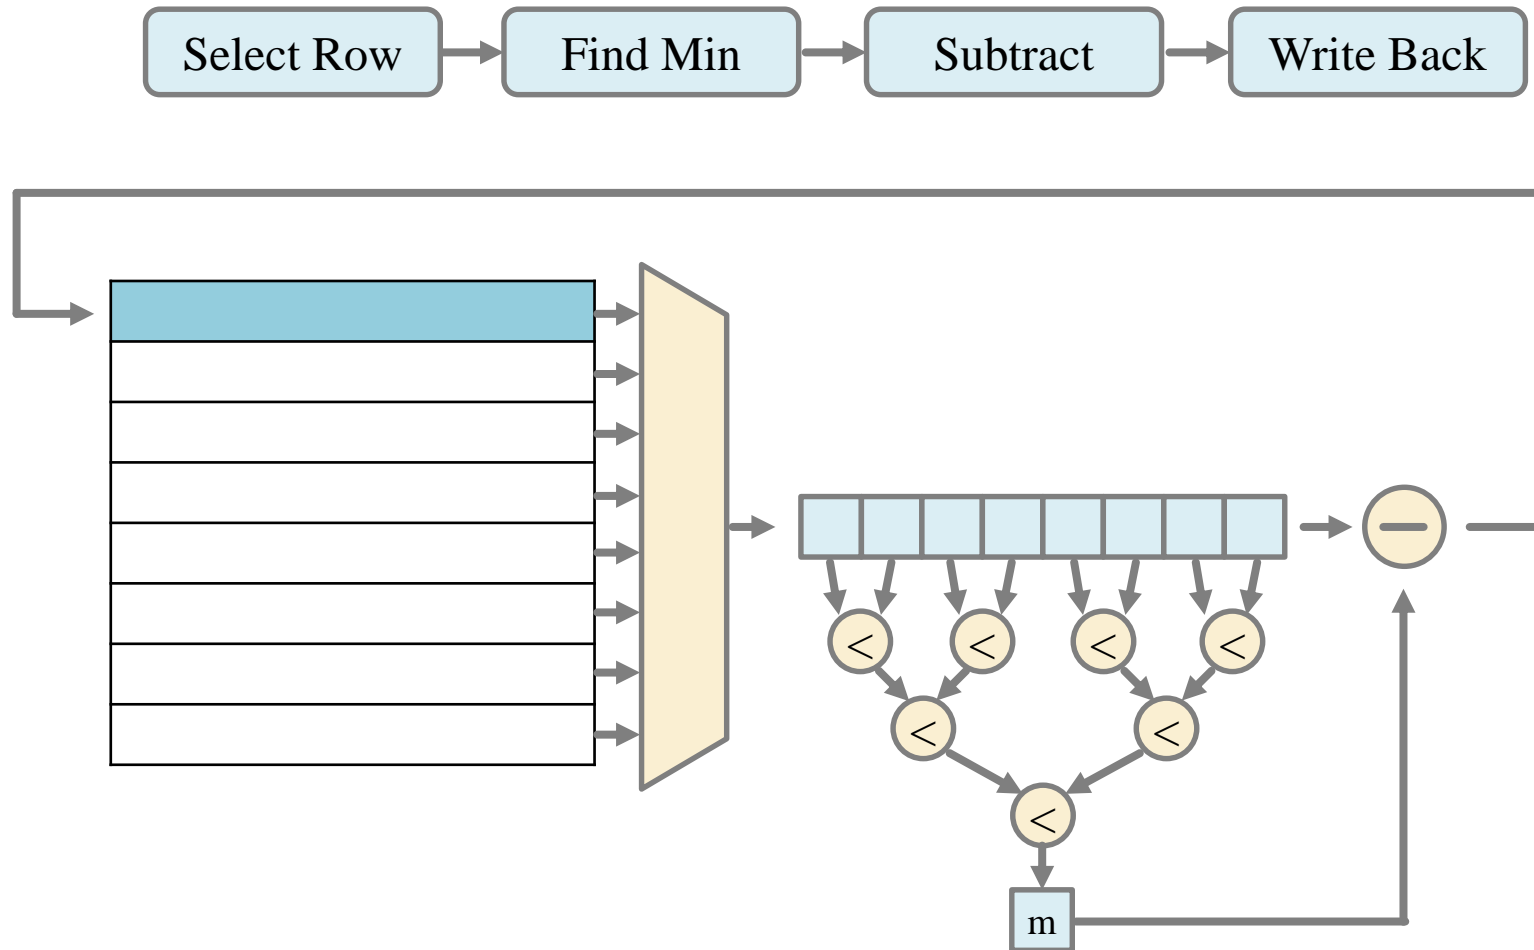 Select Row
Find Min
Subtract
Write Back
−
< < < <
< <
<
m